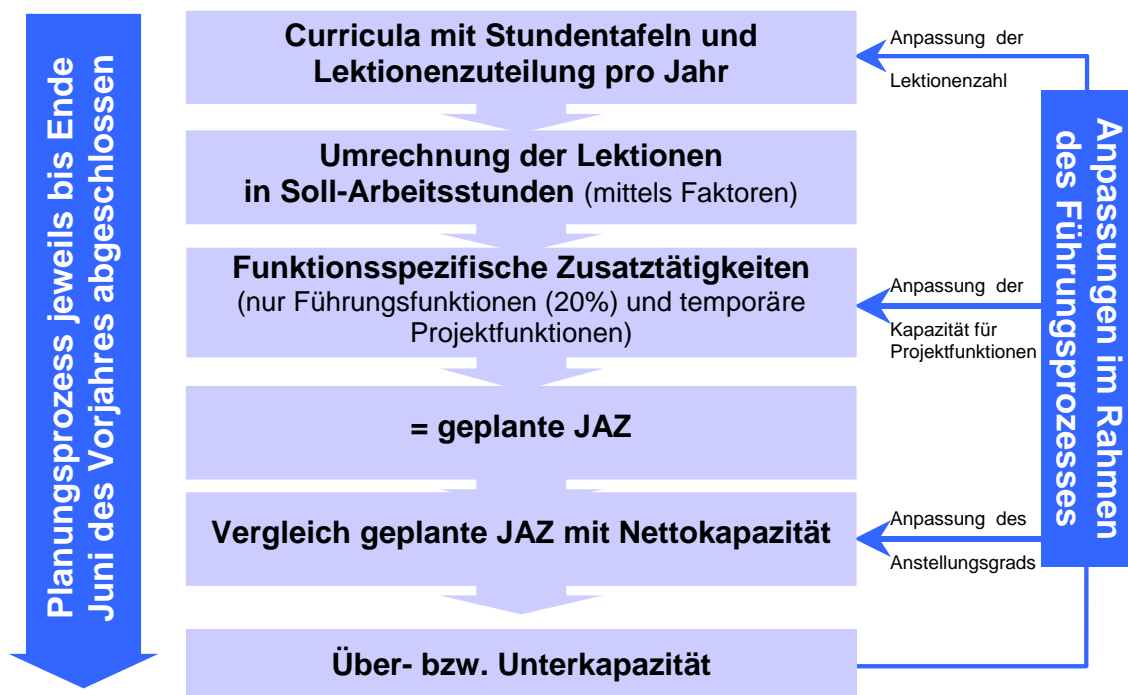 Planungsprozess jeweils bis Ende
Juni des Vorjahres abgeschlossen
Curricula mit Stundentafeln und
Lektionenzuteilung pro Jahr
Anpassung der
Lektionenzahl
Umrechnung der Lektionen
in Soll-Arbeitsstunden (mittels Faktoren)
Funktionsspezifische Zusatztätigkeiten
(nur Führungsfunktionen (20%) und temporäre
Projektfunktionen)
Anpassung der
Kapazität für
Projektfunktionen
= geplante JAZ
Vergleich geplante JAZ mit Nettokapazität
Anpassung des
Anstellungsgrads
Über- bzw. Unterkapazität
Anpassungen im Rahmen
des Führungsprozesses